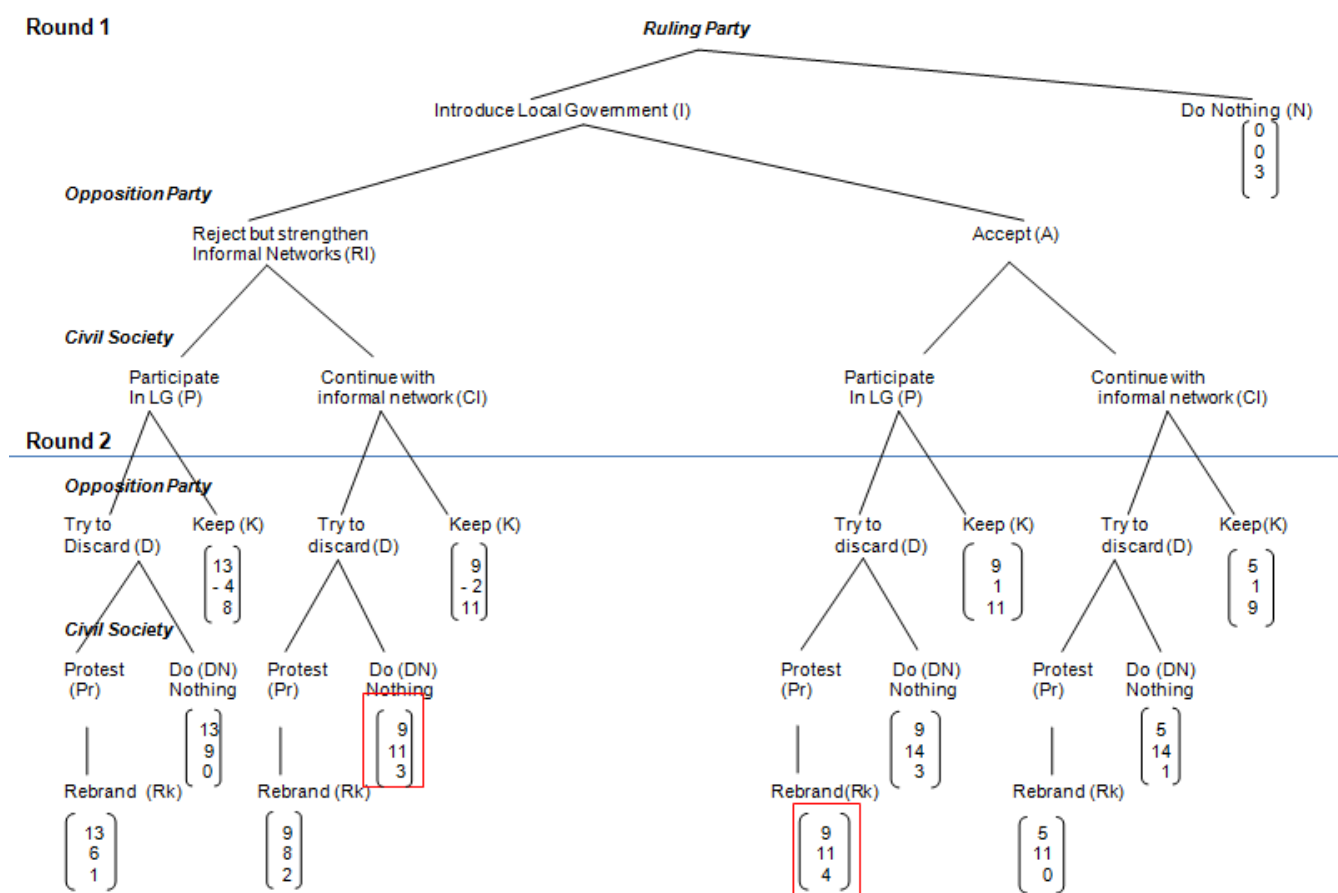 Round 1
Ruling Party
Introduce Local Government (I)
Do Nothing (N)
0
0
3
Opposition Party
Reject but strengthen
Informal Networks (RI)
Accept (A)
Civil Society
Participate
In LG (P)
Continue with
informal network (CI)
Participate
In LG (P)
Continue with
informal network (CI)
Round 2
Opposition Party
Try to
Discard (D)
Keep (K)
13
- 4
8
Try to
discard (D)
Keep (K)
9
- 2
11
Try to
discard (D)
Keep (K)
9
1
11
Try to
discard (D)
Keep(K)
5
1
9
Civil Society
Protest
(Pr)
Do (DN)
Nothing
13
9
0
Protest
(Pr)
Do (DN)
Nothing
9
11
3
Protest
(Pr)
Do (DN)
Nothing
9
14
3
Protest
(Pr)
Do (DN)
Nothing
5
14
1
Rebrand (Rk)
13
6
1
Rebrand (Rk)
9
8
2
Rebrand(Rk)
9
11
4
Rebrand (Rk)
5
11
0